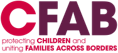 CFAB
protecting CHILDREN and
uniting FAMILIES ACROSS BORDERS